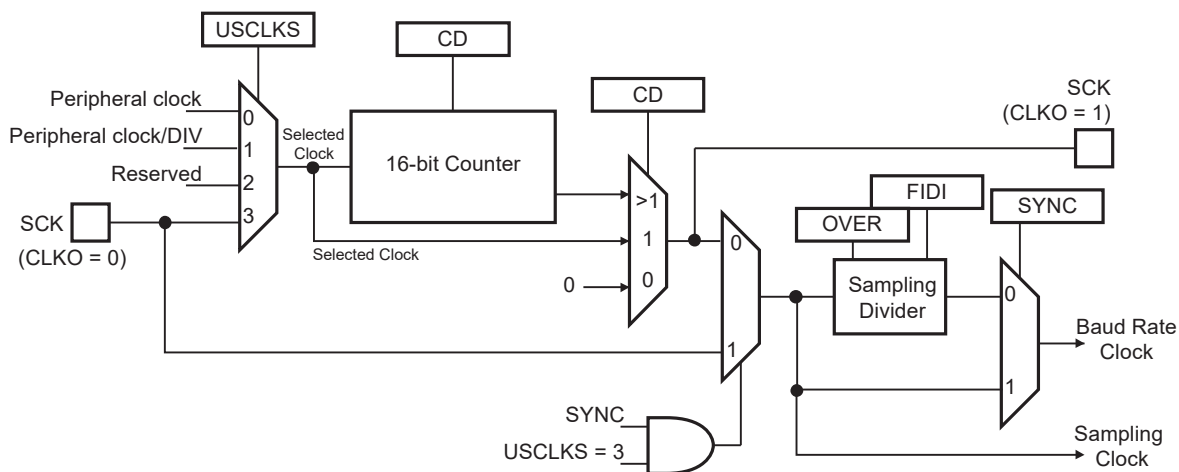 USCLKS
CD
CD
SCK
(CLKO = 1)
Peripheral clock
Peripheral clock/DIV
Reserved
SCK
(CLKO = 0)
0
1
2
3
Selected
Clock
16-bit Counter
Selected Clock
0
>1
1
0
0
1
FIDI
OVER
SYNC
Sampling
Divider
0
1
Baud Rate
Clock
Sampling
Clock
SYNC
USCLKS = 3